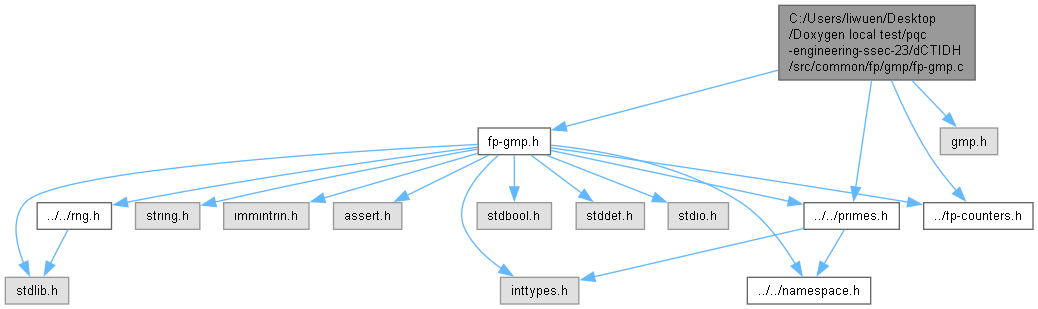 C:/Users/liwuen/Desktop
/Doxygen local test/pqc
-engineering-ssec-23/dCTIDH
/src/common/fp/gmp/fp-gmp.c
fp-gmp.h
gmp.h
../../rng.h
string.h
immintrin.h
assert.h
stdbool.h
stddef.h
stdio.h
../../primes.h
../fp-counters.h
stdlib.h
inttypes.h
../../namespace.h